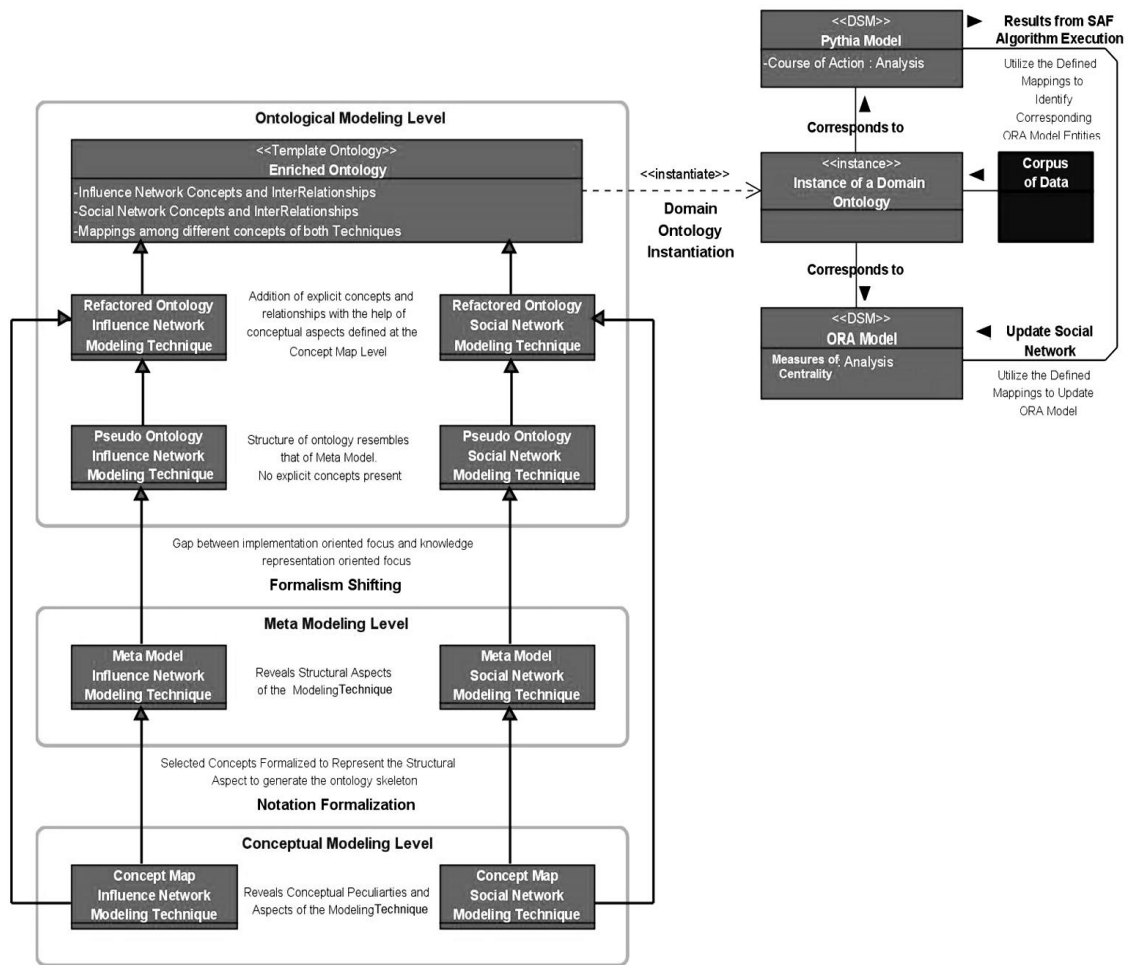 Ontological Modeling Level
<<Template Ontology>>
Enriched Ontology
-Influence Network Concepts and InterRelationships
-Social Network Concepts and InterRelationships
-Mappings among different concepts of both Techniques
Refactored Ontology
Influence Network
Modeling Technique
Addition of explicit concepts and
relationships with the help of
conceptual aspects defined at the
Concept Map Level
Refactored Ontology
Social Network
Modeling Technique
Pseudo Ontology
Influence Network
Modeling Technique
Structure of ontology resembles
that of Meta Model.
No explicit concepts present
Pseudo Ontology
Social Network
Modeling Technique
Gap between implementation oriented focus and knowledge
representation oriented focus
Formalism Shifting
Meta Modeling Level
Meta Model
Influence Network
Modeling Technique
Reveals Structural Aspects
of the ModelingTechnique
Meta Model
Social Network
Modeling Technique
Selected Concepts Formalized to Represent the Structural
Aspect to generate the ontology skeleton
Notation Formalization
Conceptual Modeling Level
Concept Map
Influence Network
Modeling Technique
Reveals Conceptual Peculiarties and
Aspects of the ModelingTechnique
Concept Map
Social Network
Modeling Technique
<<instantiate>>
Domain
Ontology
Instantiation
<<DSM>>
Pythia Model
-Course of Action : Analysis
Results from SAF
Algorithm Execution
Utilize the Defined
Mappings to
Identify
Corresponding
ORA Model Entities
Corresponds to
<<instance>>
Instance of a Domain
Ontology
Corpus
of Data
Corresponds to
<<DSM>>
ORA Model
Measures of
Centrality : Analysis
Update Social
Network
Utilize the Defined
Mappings to Update
ORA Model